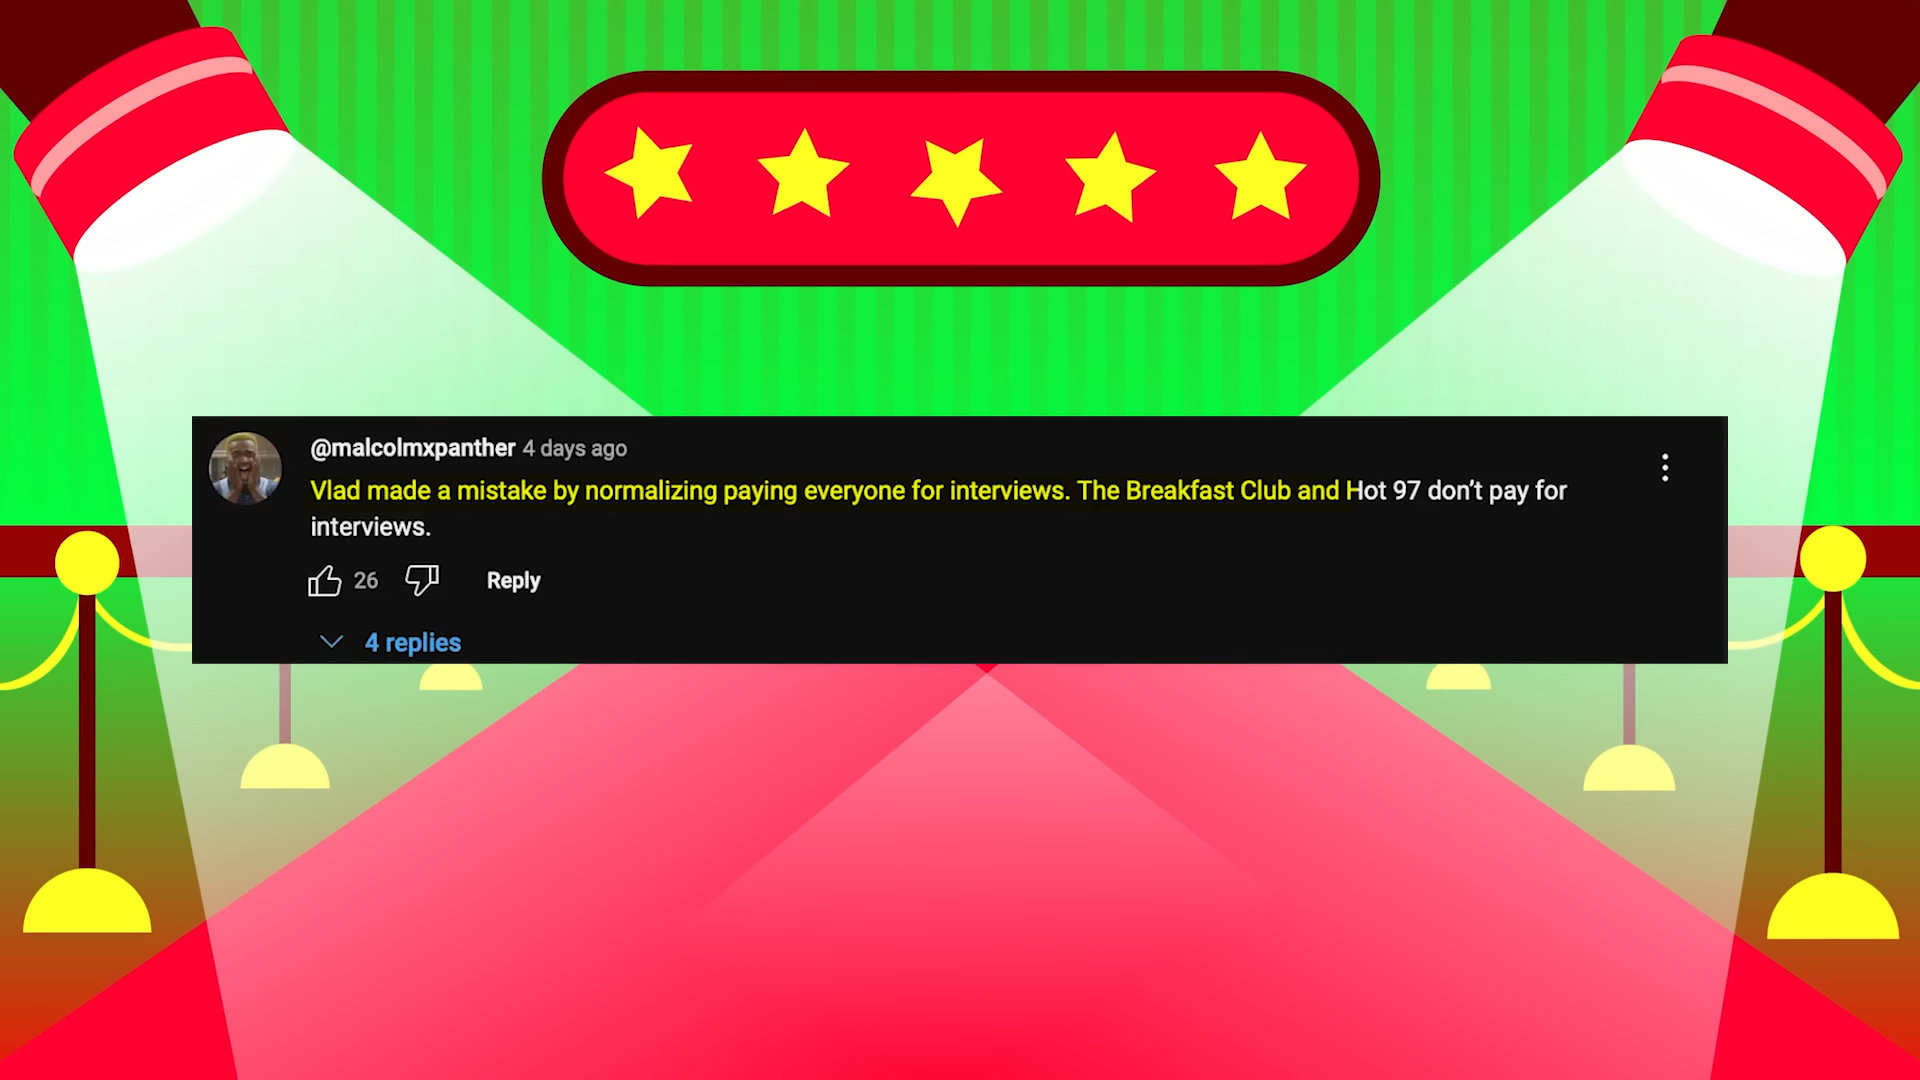 @malcolmxpanther 4 days ago
Vlad made a mistake by normalizing paying everyone for interviews. The Breakfast Club and Hot 97 don’t pay for
interviews.
26 Reply
4 replies